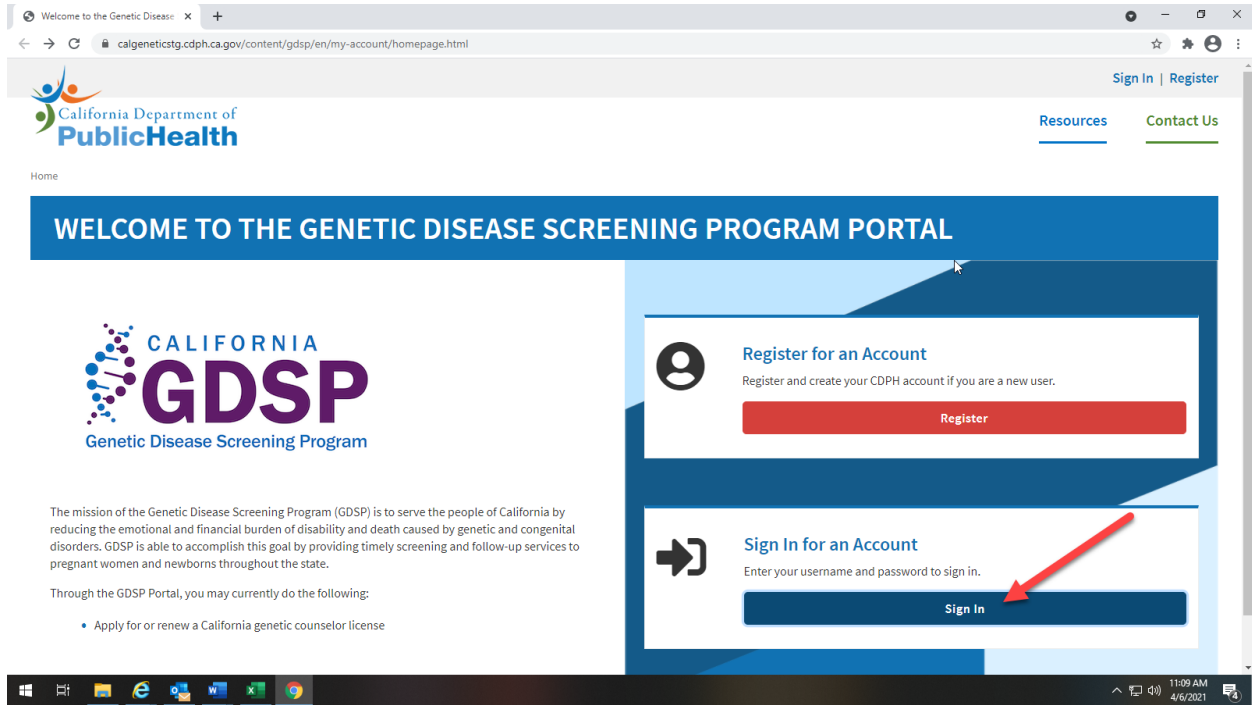 Welcome to the Genetic Disease
calgeneticstg.cdph.ca.gov/content/gdsp/en/my-account/homepage.html
Sign In | Register
California Department of
PublicHealth
Resources
Contact Us
Home
WELCOME TO THE GENETIC DISEASE SCREENING PROGRAM PORTAL
CALIFORNIA
GDSP
Genetic Disease Screening Program
The mission of the Genetic Disease Screening Program (GDSP) is to serve the people of California by
reducing the emotional and financial burden of disability and death caused by genetic and congenital
disorders. GDSP is able to accomplish this goal by providing timely screening and follow-up services to
pregnant women and newborns throughout the state.
Through the GDSP Portal, you may currently do the following:
• Apply for or renew a California genetic counselor license
Register for an Account
Register and create your CDPH account if you are a new user.
Register
Sign In for an Account
Enter your username and password to sign in.
Sign In
11:09 AM
4/6/2021
4